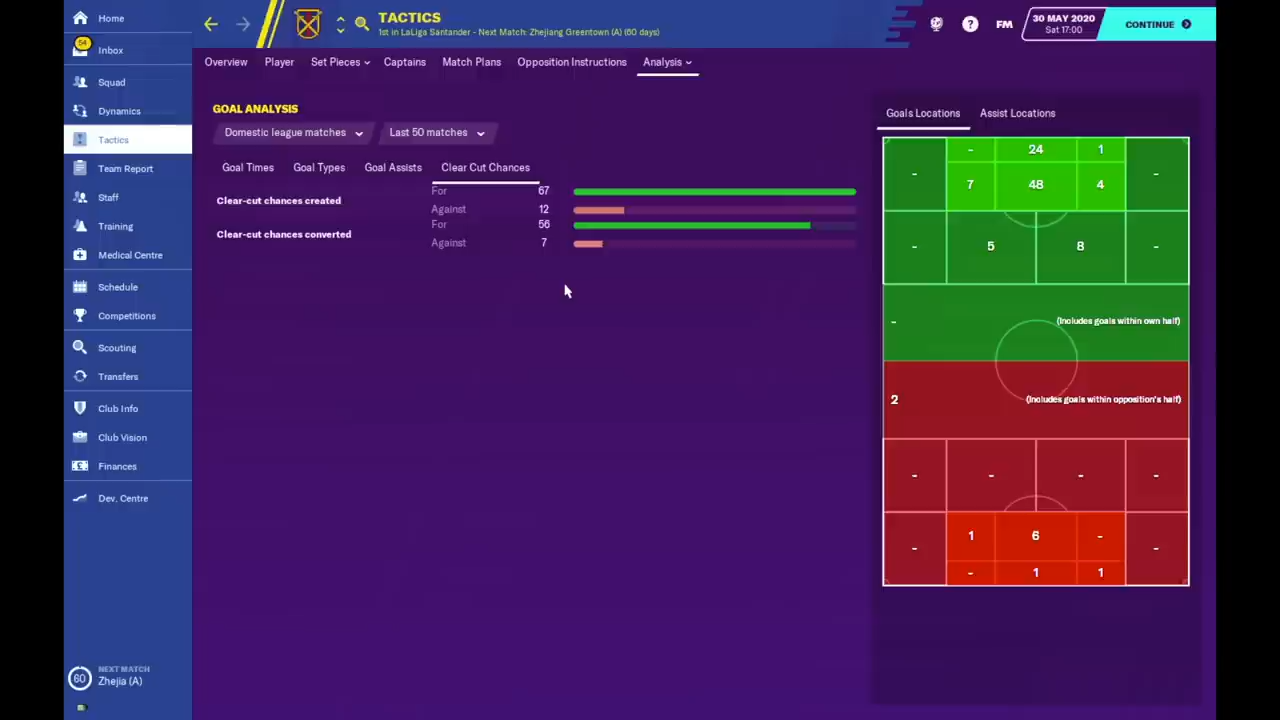 Home
54
Inbox
Squad
Dynamics
Tactics
Team Report
Staff
Training
Medical Centre
Schedule
Competitions
Scouting
Transfers
Club Info
Club Vision
Finances
Dev. Centre
60
NEXT MATCH
Zhejia (A)
TACTICS
1st in LaLiga Santander - Next Match: Zhejiang Greentown (A) (60 days)
?
FM
30 MAY 2020
Sat 17:00
CONTINUE
Overview Player Set Pieces Captains Match Plans Opposition Instructions Analysis
GOAL ANALYSIS
Domestic league matches Last 50 matches
Goal Times Goal Types Goal Assists Clear Cut Chances
Clear-cut chances created
For 67
Against 12
Clear-cut chances converted
For 56
Against 7
Goals Locations Assist Locations
- - 24 1 -
7 48 4
- 5 8 -
- (Includes goals within own half)
2 (Includes goals within opposition's half)
- - - -
- 1 6 - -
- 1 1